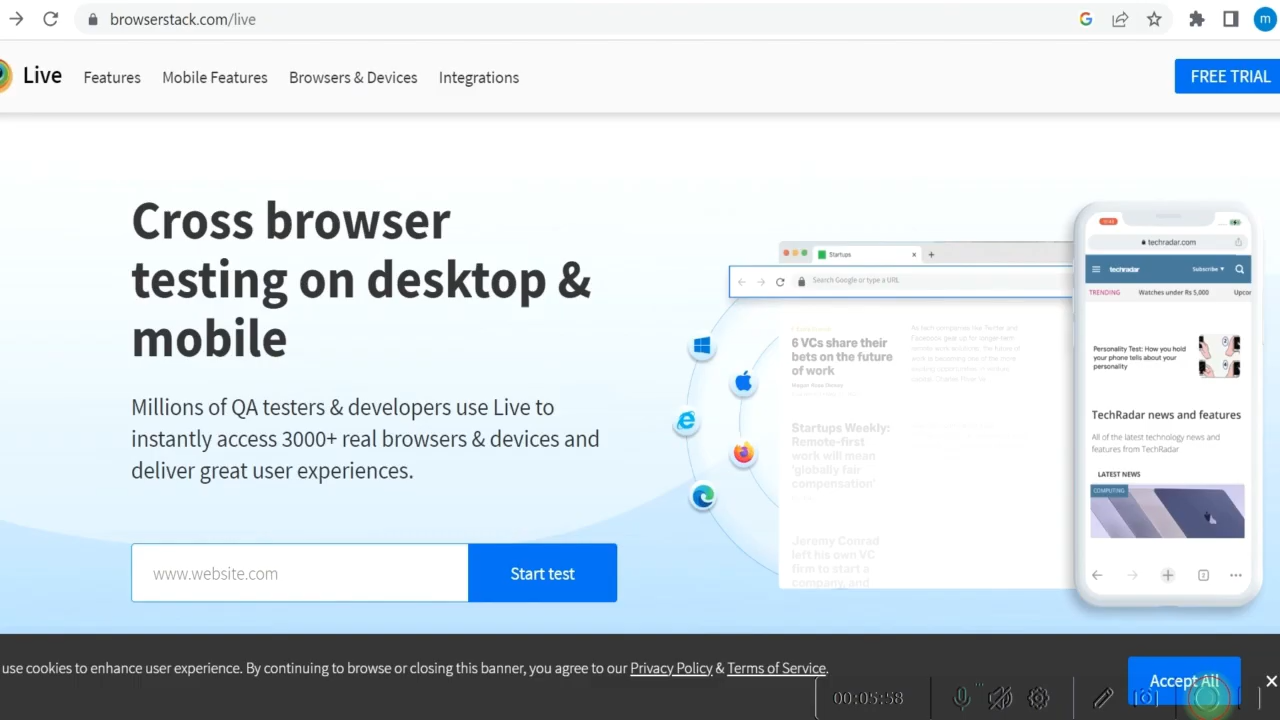 browserstack.com/live
m
Live Features Mobile Features Browsers & Devices Integrations
FREE TRIAL
Cross browser
testing on desktop &
mobile
Millions of QA testers & developers use Live to
instantly access 3000+ real browsers & devices and
deliver great user experiences.
www.website.com
Start test
Startups
Search Google or type a URL
6 VCs share their
bets on the future
of work
Startups Weekly:
Remote-first
work will mean
'globally fair
compensation'
Jeremy Conrad
left his own VC
firm to start a
company, and
techradar.com
techradar Subscribe
TRENDING Watches under Rs 5,000 Upcor
Personality Test: How you hold
your phone tells about your
personality
TechRadar news and features
All of the latest technology news and
features from TechRadar
LATEST NEWS
COMPUTING
use cookies to enhance user experience. By continuing to browse or closing this banner, you agree to our Privacy Policy & Terms of Service.
Accept All
00:05:58